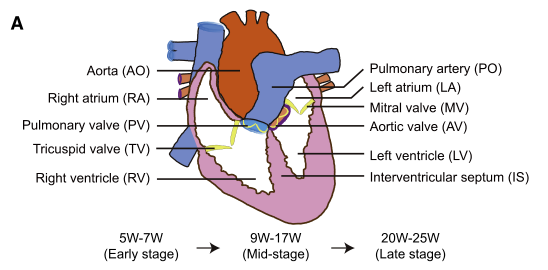 A
Aorta (AO)
Right atrium (RA)
Pulmonary valve (PV)
Tricuspid valve (TV)
Right ventricle (RV)
Pulmonary artery (PO)
Left atrium (LA)
Mitral valve (MV)
Aortic valve (AV)
Left ventricle (LV)
Interventricular septum (IS)
5W-7W
(Early stage)
9W-17W
(Mid-stage)
20W-25W
(Late stage)